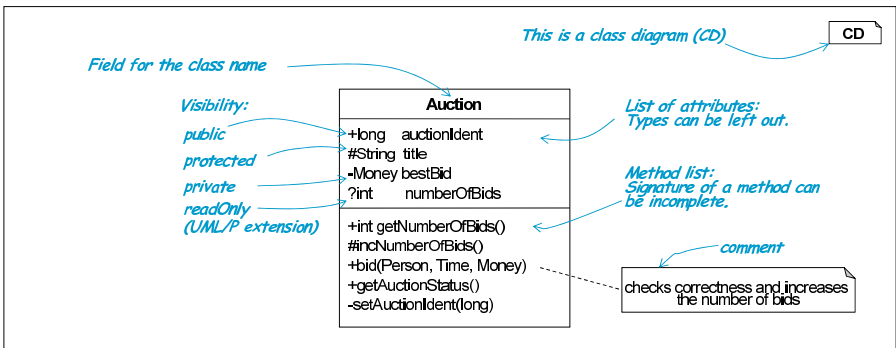 This is a class diagram (CD)
CD
Field for the class name
Visibility:
public
protected
private
readOnly
(UML/P extension)
Auction
+long auctionIdent
#String title
-Money bestBid
?int numberOfBids
+int getNumberOfBids()
#incNumberOfBids()
+bid(Person, Time, Money)
+getAuctionStatus()
-setAuctionIdent(long)
List of attributes:
Types can be left out.
Method list:
Signature of a method can
be incomplete.
comment
checks correctness and increases
the number of bids